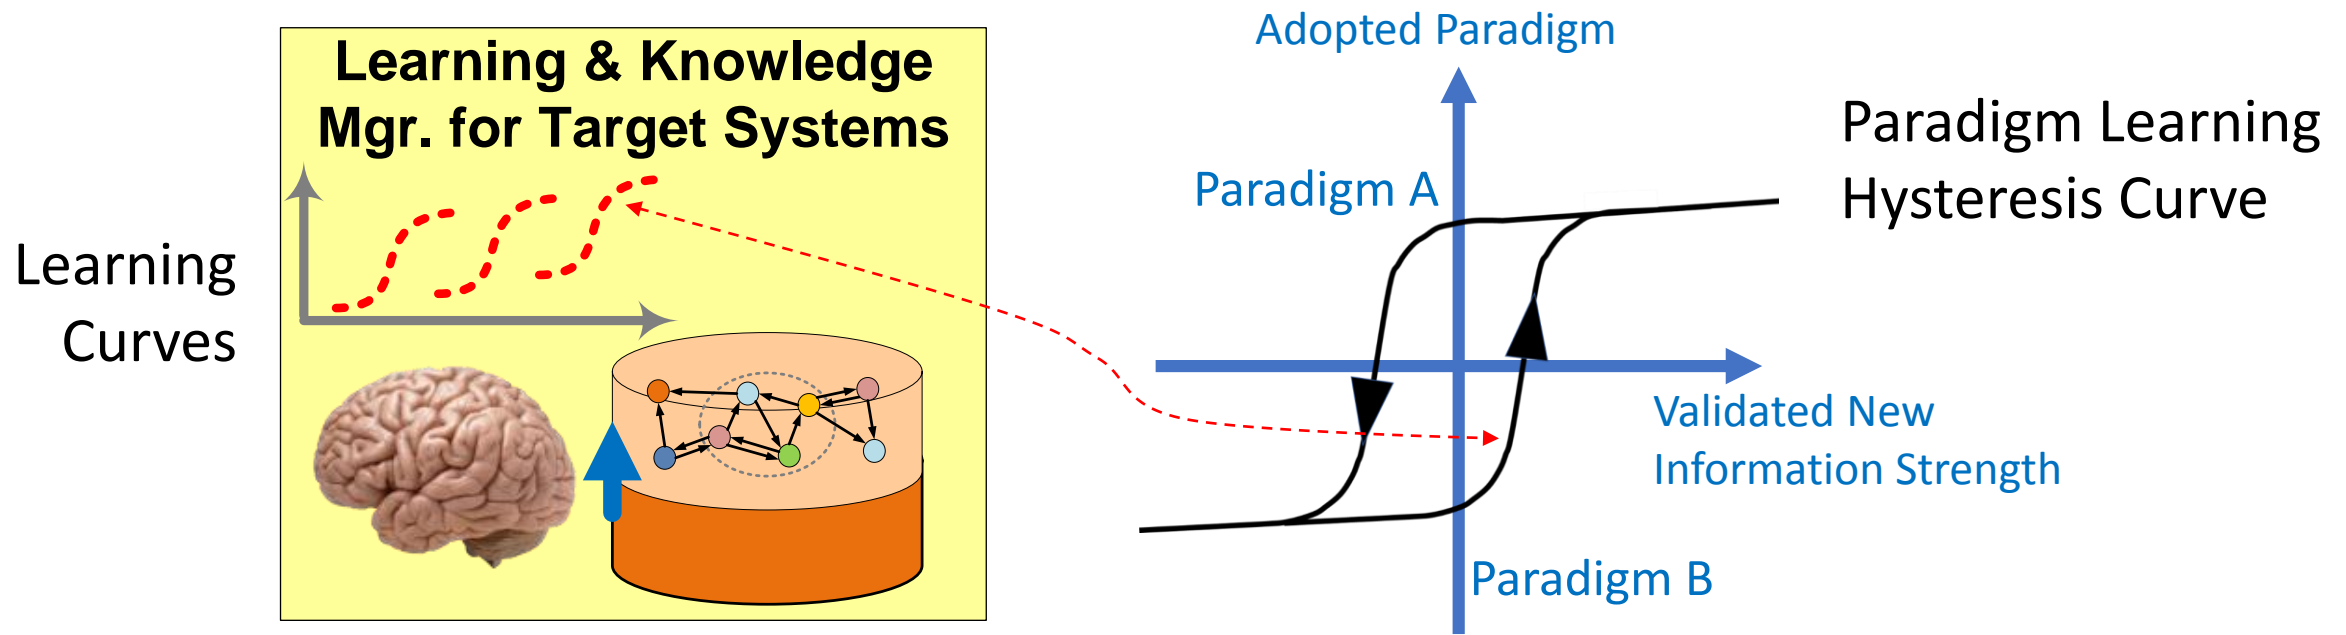 Learning & Knowledge
Mgr. for Target Systems
Learning
Curves
Adopted Paradigm
Paradigm A
Paradigm Learning
Hysteresis Curve
Validated New
Information Strength
Paradigm B